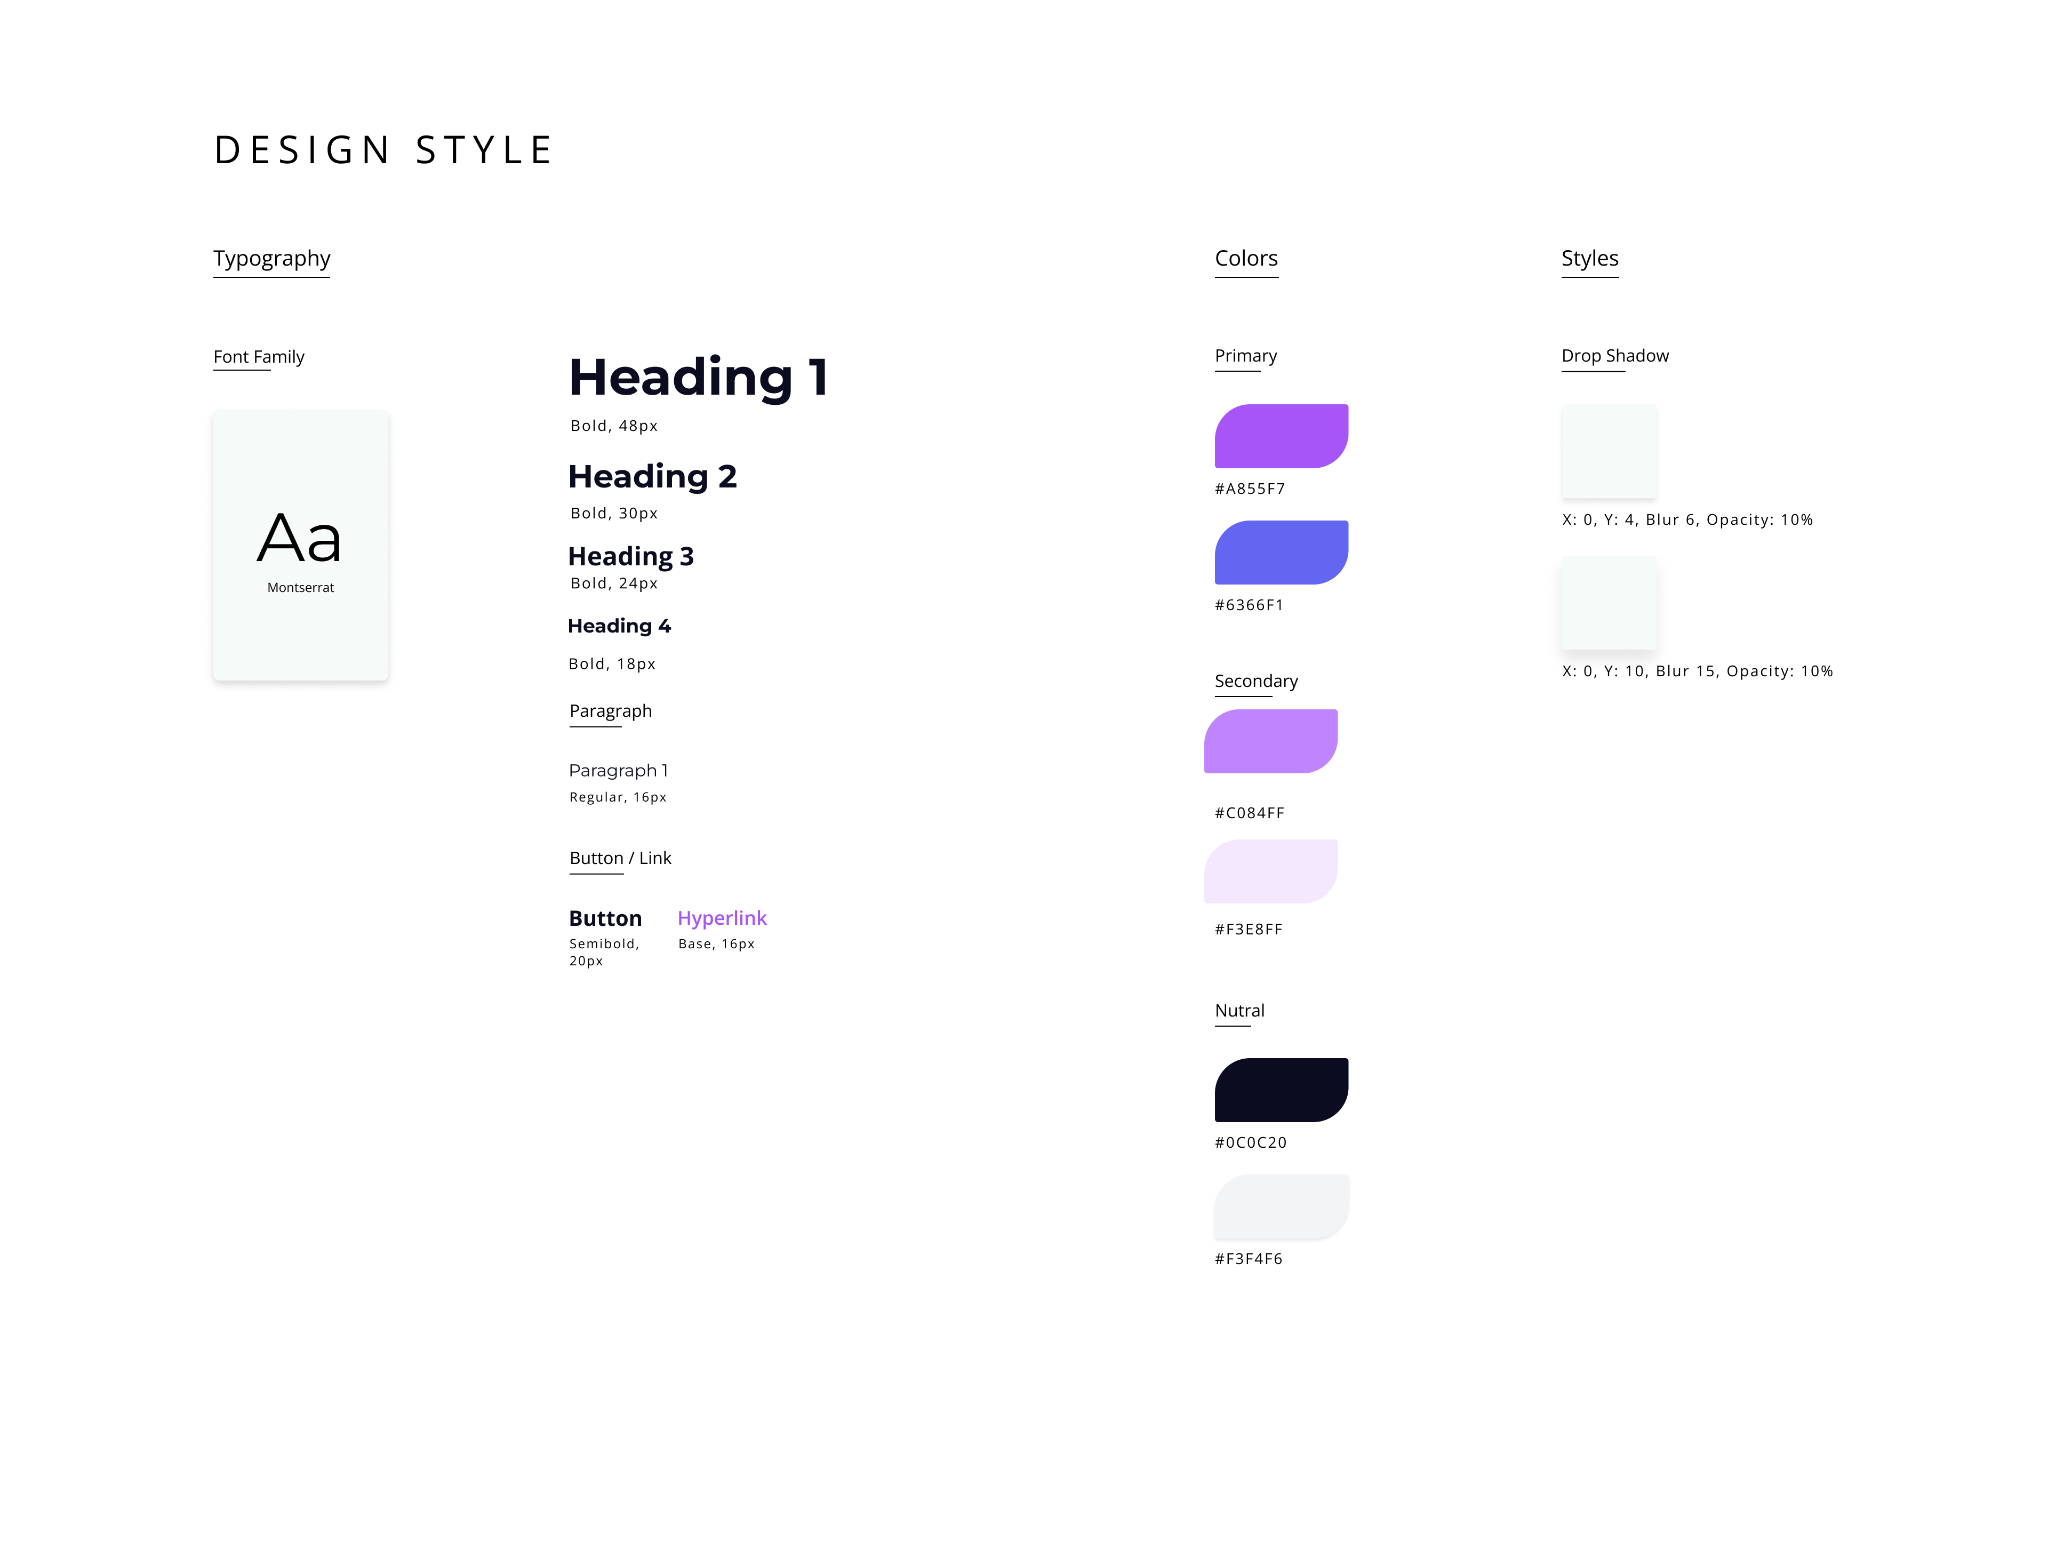 DESIGN STYLE
Typography
Font Family
Aa
Montserrat
Heading 1
Bold, 48px
Heading 2
Bold, 30px
Heading 3
Bold, 24px
Heading 4
Bold, 18px
Paragraph
Paragraph 1
Regular, 16px
Button / Link
Button
Semibold,
20px
Hyperlink
Base, 16px
Colors
Primary
#A855F7
#6366F1
Secondary
#C084FF
#F3E8FF
Nutral
#0C0C20
#F3F4F6
Styles
Drop Shadow
X: 0, Y: 4, Blur 6, Opacity: 10%
X: 0, Y: 10, Blur 15, Opacity: 10%